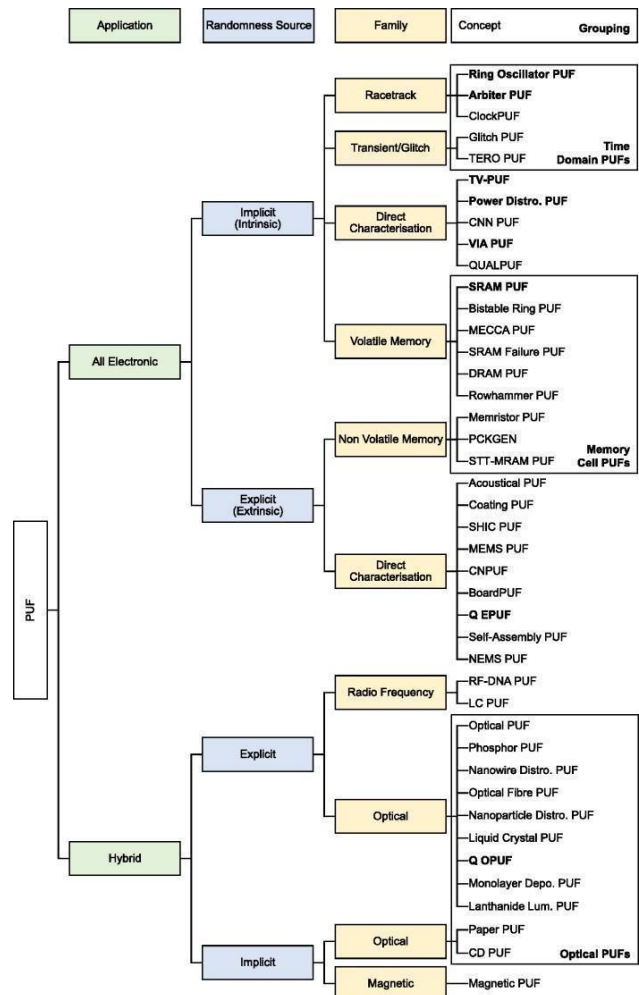 Application
Randomness Source
Family
Concept
Grouping
Ring Oscillator PUF
Racetrack
Arbiter PUF
ClockPUF
Glitch PUF
Time
Transient/Glitch
TERO PUF
Domain PUFs
TV-PUF
Power Distro. PUF
Implicit
(Intrinsic)
Direct
Characterisation
CNN PUF
VIA PUF
QUALPUF
SRAM PUF
Bistable Ring PUF
MECCA PUF
Volatile Memory
SRAM Failure PUF
All Electronic
DRAM PUF
Rowhammer PUF
Memristor PUF
Non Volatile Memory
PCKGEN
Memory
STT-MRAM PUF
Cell PUFs
Acoustical PUF
Explicit
(Extrinsic)
Coating PUF
SHIC PUF
MEMS PUF
Direct
Characterisation
CNPUF
BoardPUF
PUF
Q EPUF
Self-Assembly PUF
NEMS PUF
RF-DNA PUF
Radio Frequency
LC PUF
Optical PUF
Explicit
Phosphor PUF
Nanowire Distro. PUF
Optical Fibre PUF
Optical
Nanoparticle Distro. PUF
Liquid Crystal PUF
Hybrid
Q OPUF
Monolayer Depo. PUF
Lanthanide Lum. PUF
Paper PUF
Optical
CD PUF
Optical PUFs
Implicit
Magnetic
Magnetic PUF